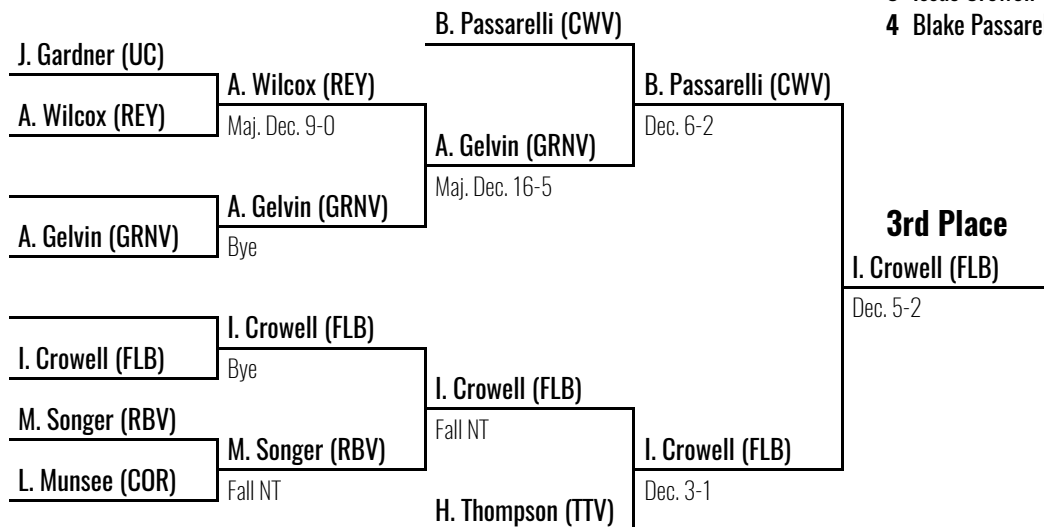 4 Blake Passare
B. Passarelli (CWV)
J. Gardner (UC)
A. Wilcox (REY)
B. Passarelli (CWV)
A. Wilcox (REY)
Maj. Dec. 9-0
Dec. 6-2
A. Gelvin (GRNV)
Maj. Dec. 16-5
A. Gelvin (GRNV)
3rd Place
A. Gelvin (GRNV)
Bye
I. Crowell (FLB)
Dec. 5-2
I. Crowell (FLB)
I. Crowell (FLB)
Bye
I. Crowell (FLB)
M. Songer (RBV)
Fall NT
M. Songer (RBV)
I. Crowell (FLB)
L. Munsee (COR)
Fall NT
Dec. 3-1
H. Thompson (TTV)